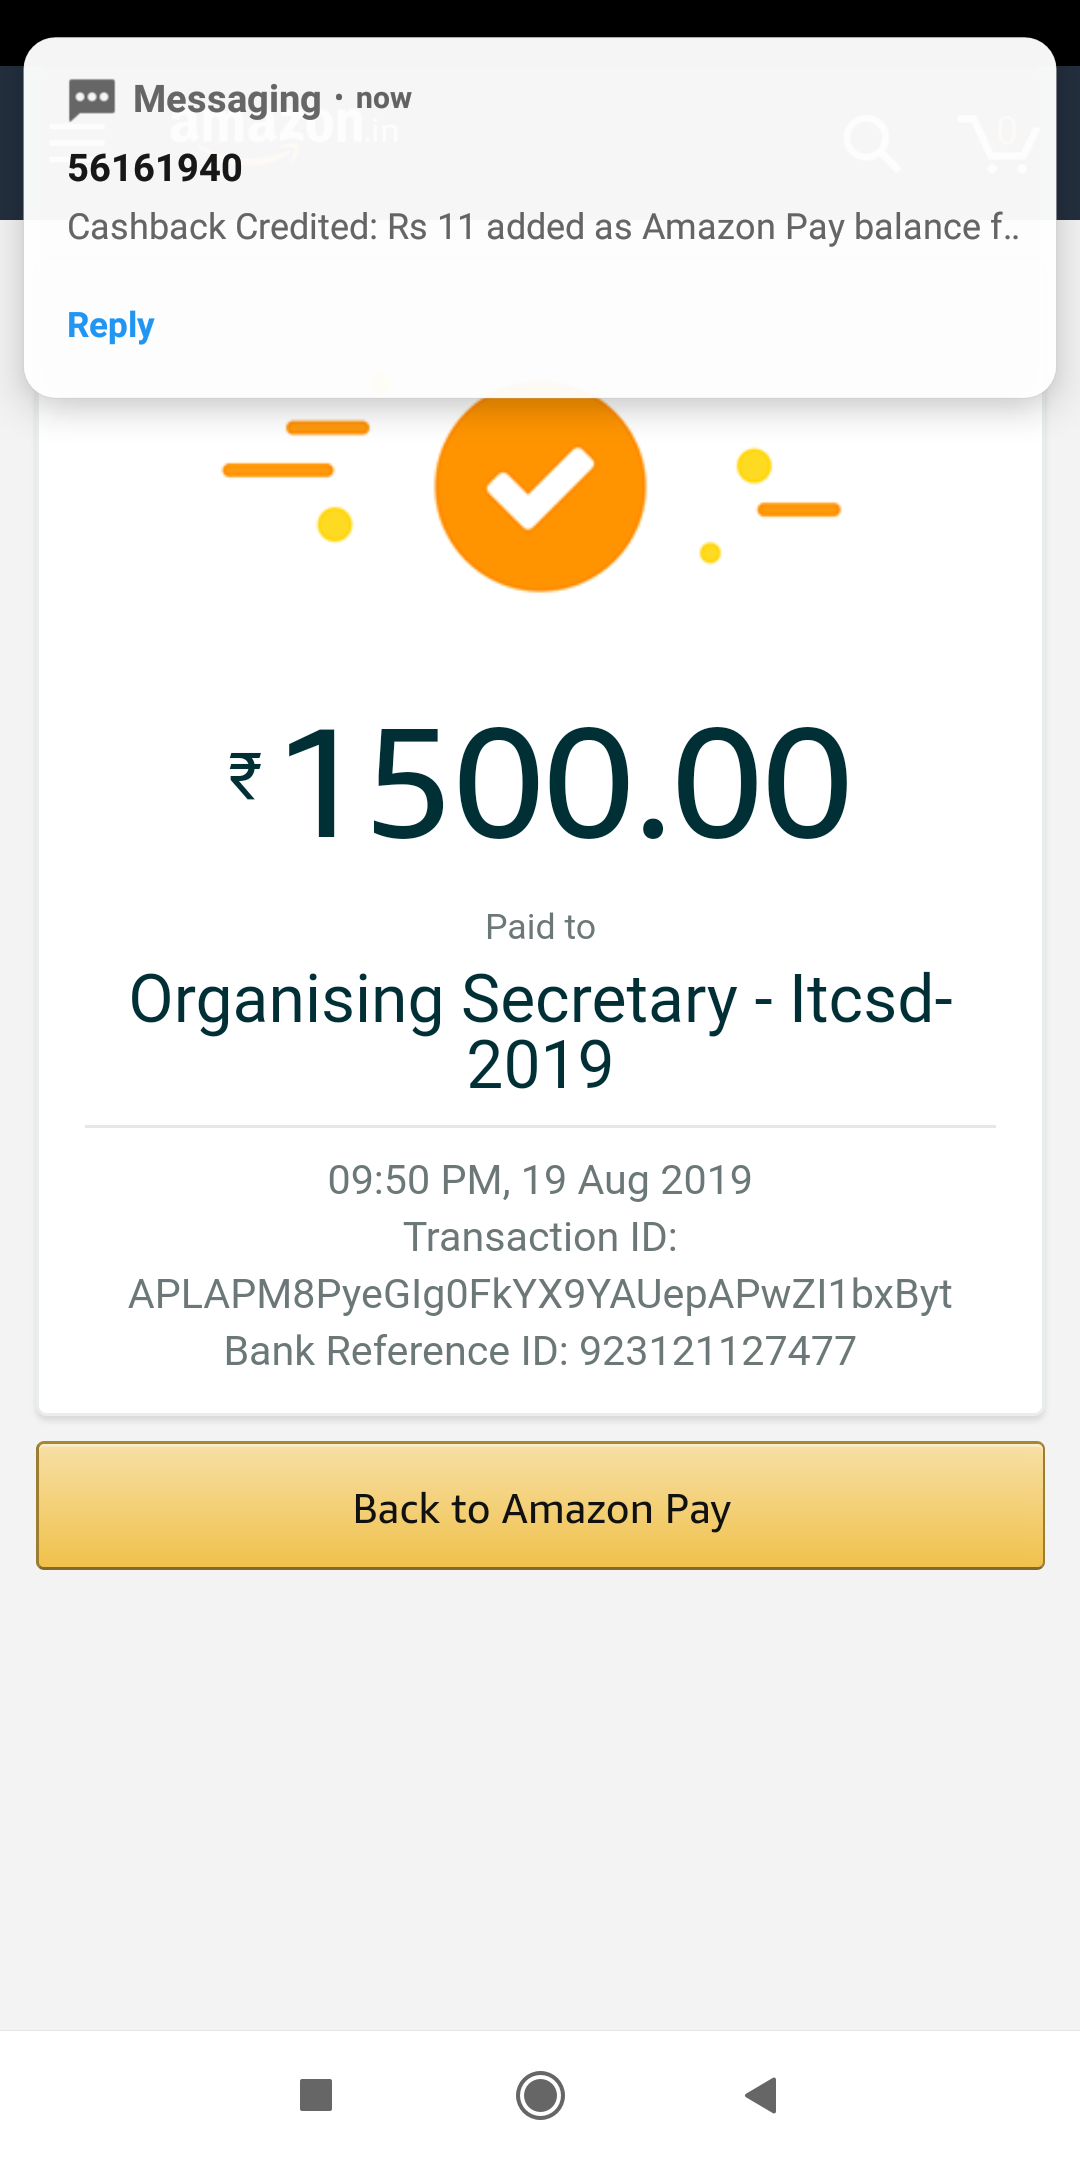 Messaging · now
amazon.in
0
56161940
Cashback Credited: Rs 11 added as Amazon Pay balance f..
Reply
₹1500.00
Paid to
Organising Secretary - Itcsd-
2019
09:50 PM, 19 Aug 2019
Transaction ID:
APLAPM8PyeGIg0FkYX9YAUepAPwZI1bxByt
Bank Reference ID: 923121127477
Back to Amazon Pay